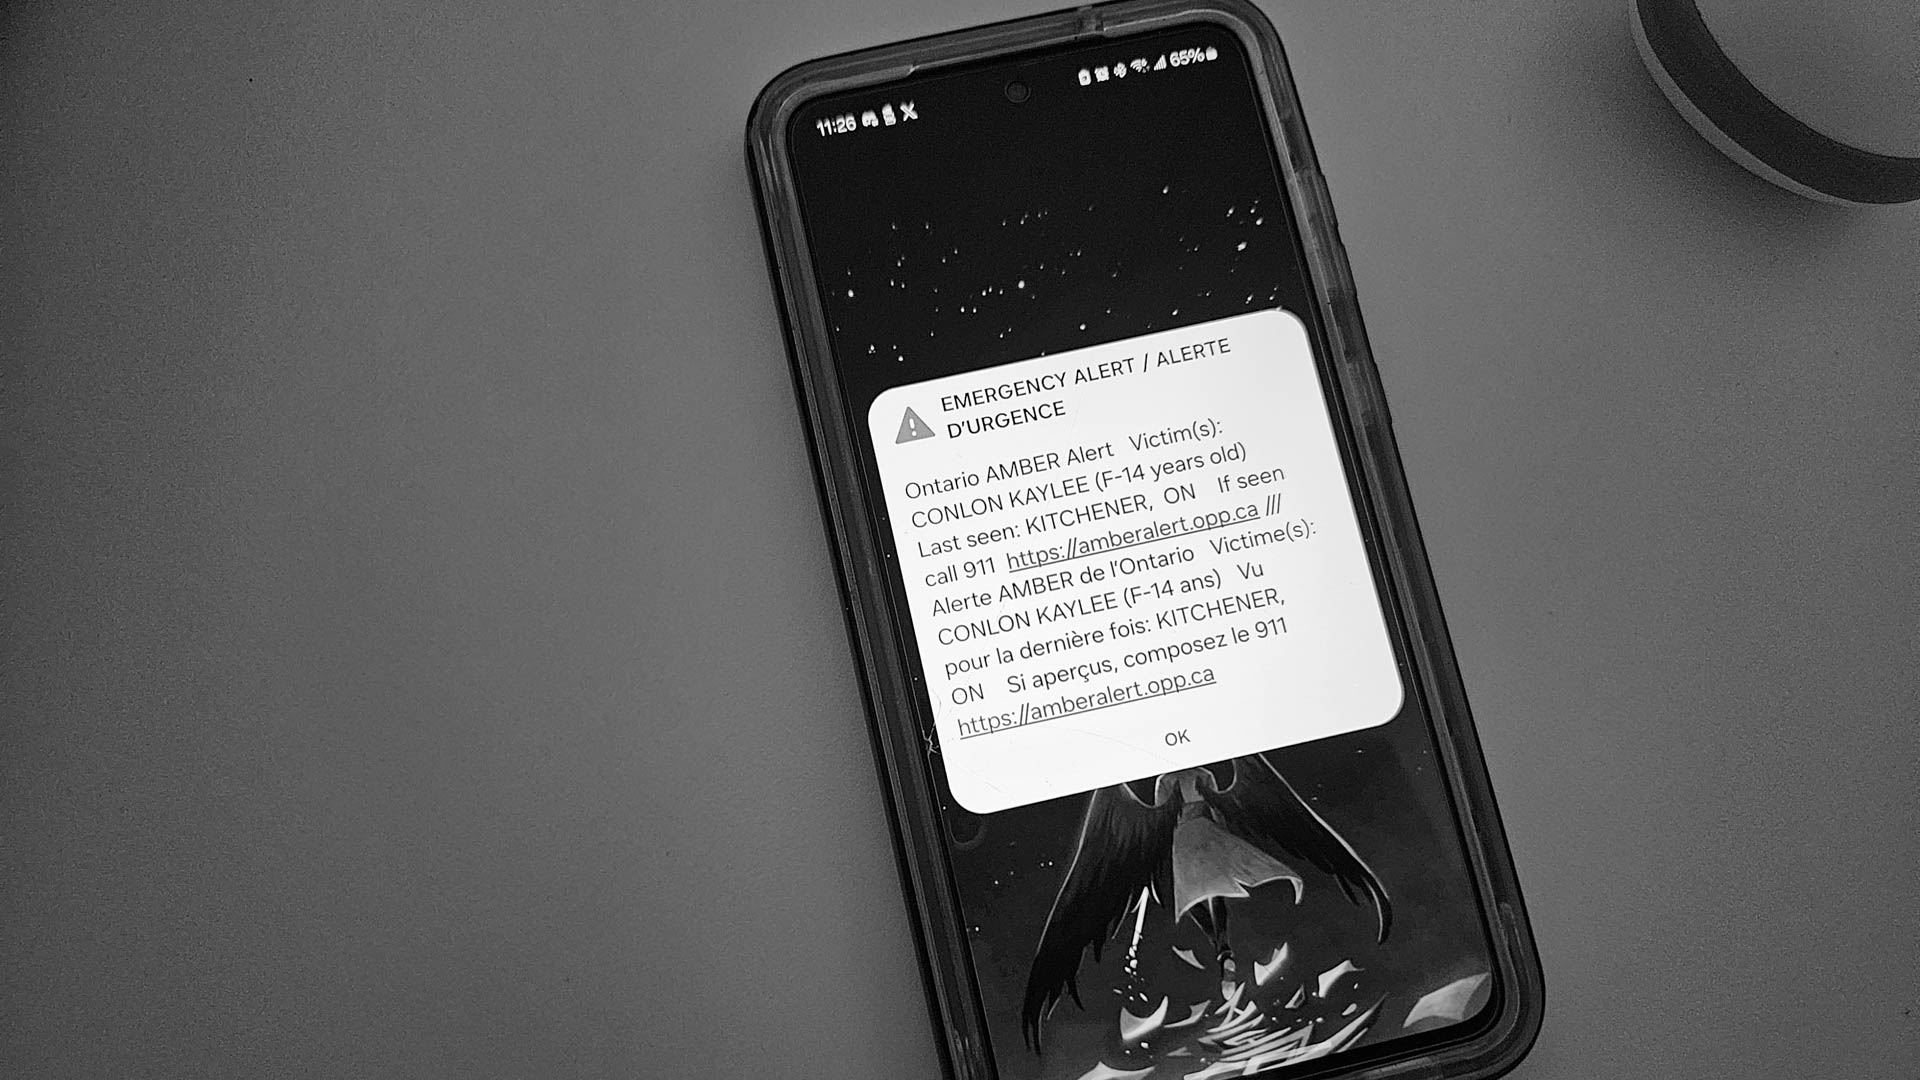 11:26
65%
EMERGENCY ALERT / ALERTE
D'URGENCE
Ontario AMBER Alert Victim(s):
CONLON KAYLEE (F-14 years old)
Last seen: KITCHENER, ON If seen
call 911 https://amberalert.opp.ca ///
Alerte AMBER de l'Ontario Victime(s):
CONLON KAYLEE (F-14 ans) Vu
pour la dernière fois: KITCHENER,
ON Si aperçus, composez le 911
https://amberalert.opp.ca
OK